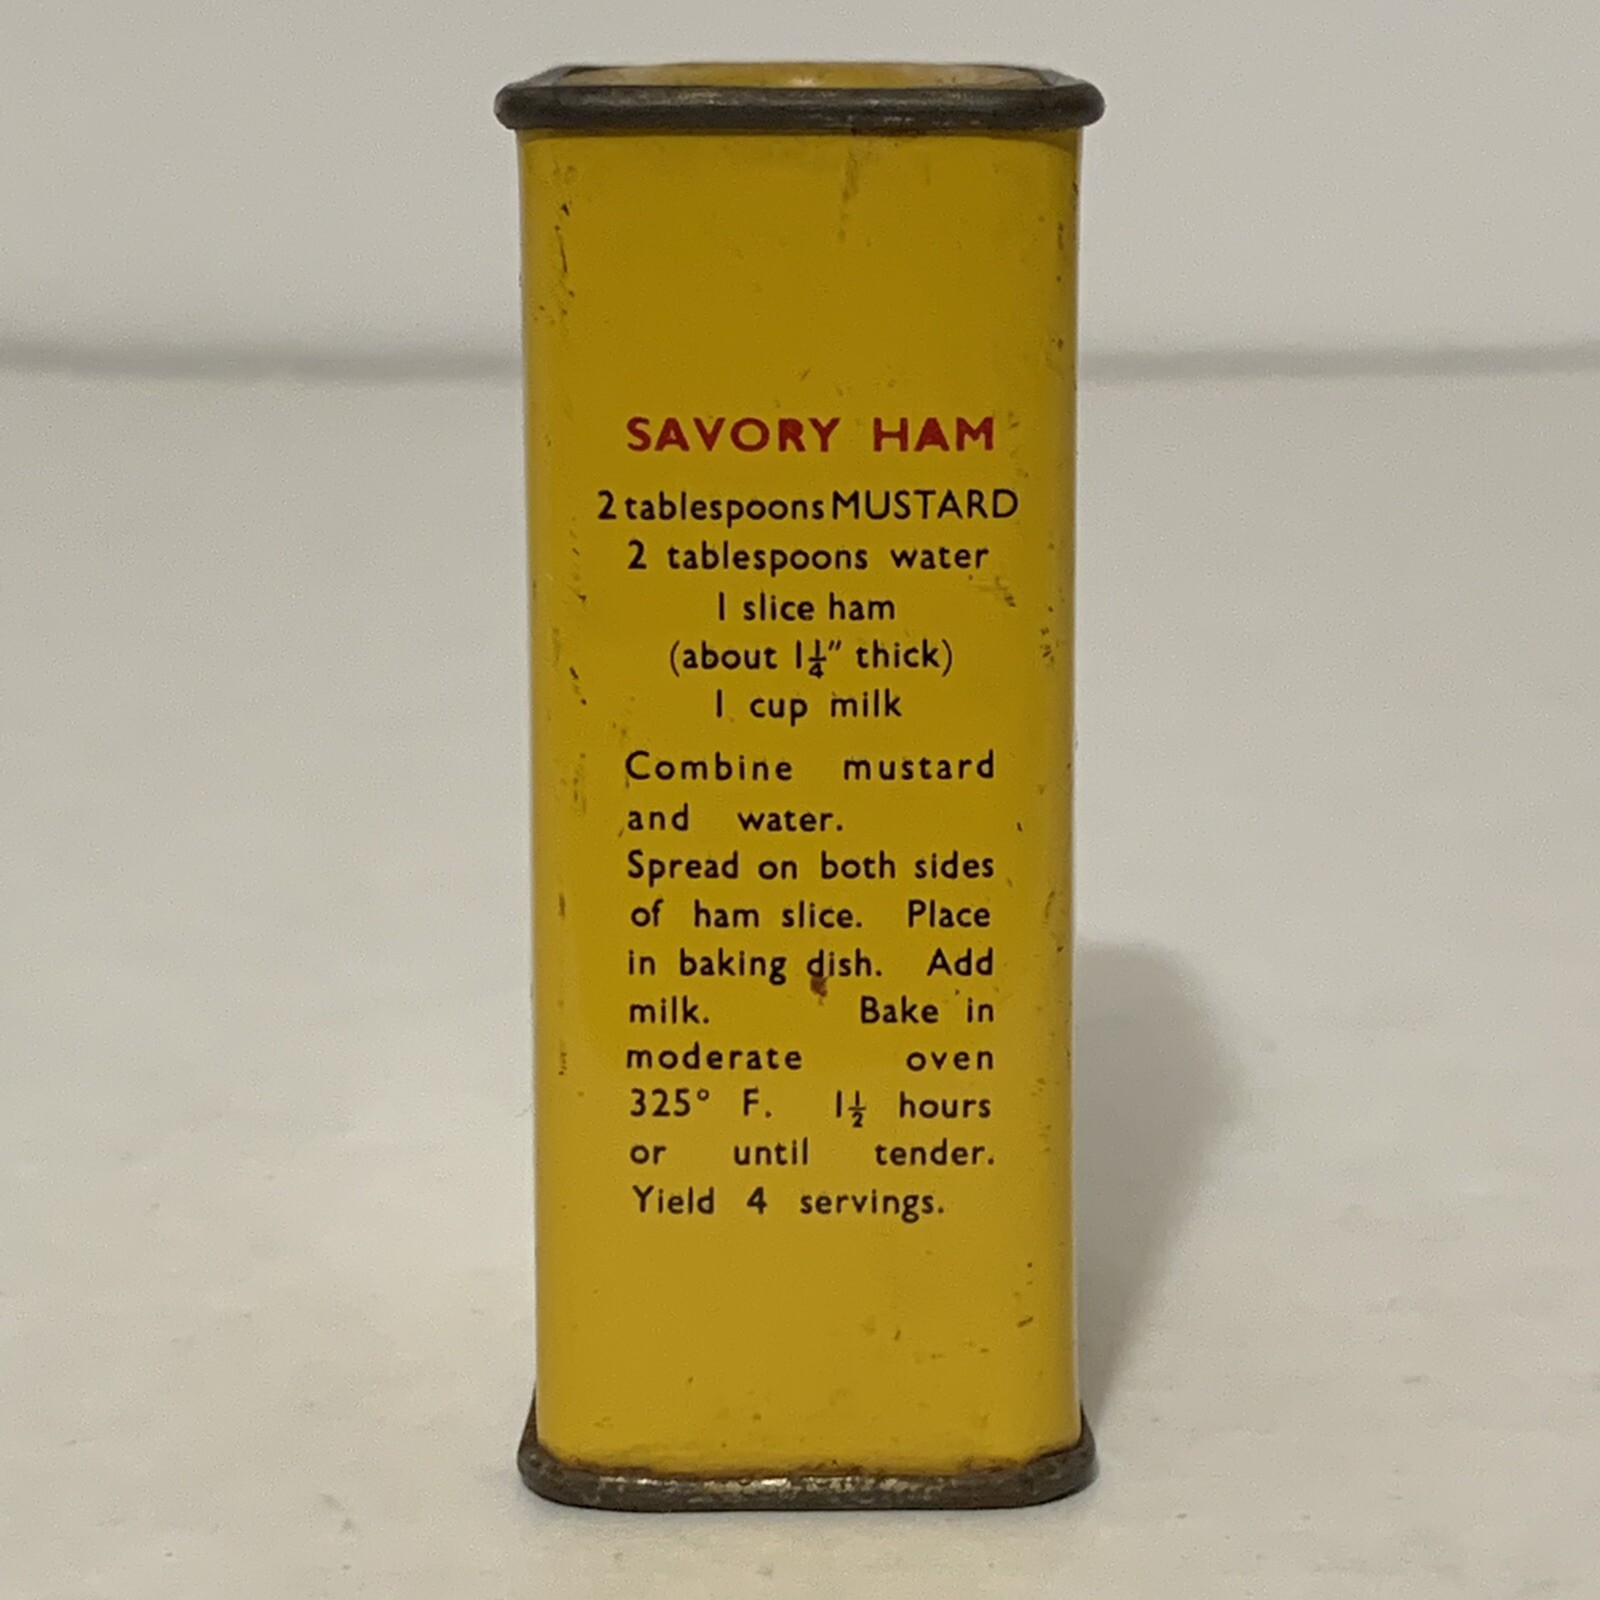 SAVORY HAM
2 tablespoons MUSTARD
2 tablespoons water
1 slice ham
(about 1¼" thick)
1 cup milk
Combine mustard
and water.
Spread on both sides
of ham slice. Place
in baking dish. Add
milk. Bake in
moderate oven
325° F. 1½ hours
or until tender.
Yield 4 servings.